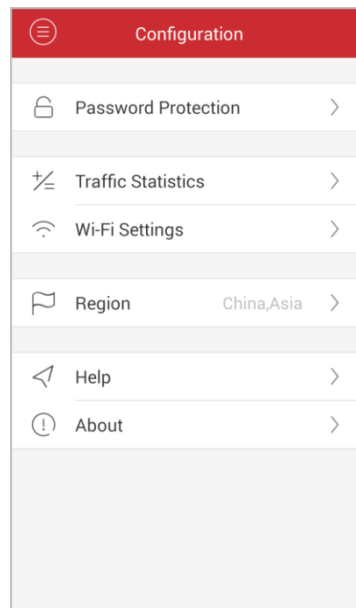 Configuration
Password Protection
Traffic Statistics
Wi-Fi Settings
Region China,Asia
Help
About